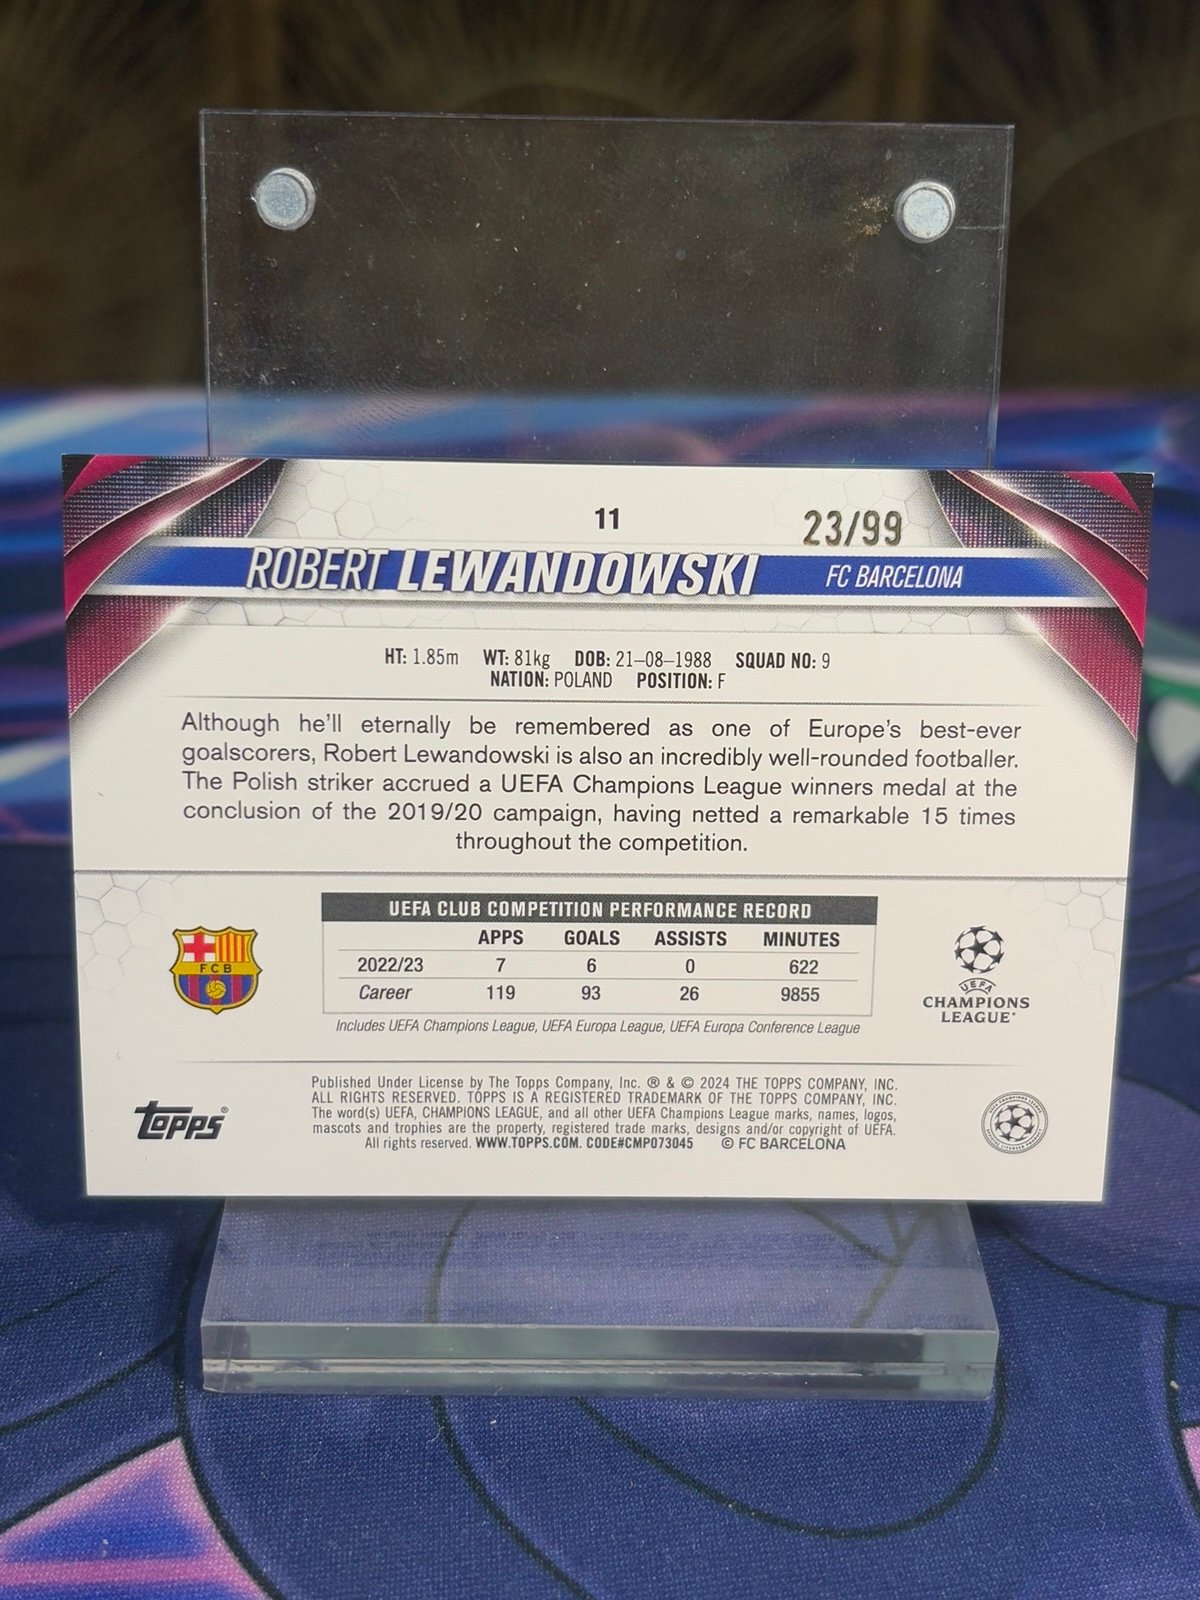 11
23/99
ROBERT LEWANDOWSKI FC BARCELONA
HT: 1.85m WT: 81kg DOB: 21–08–1988 SQUAD NO: 9
NATION: POLAND POSITION: F
Although he'll eternally be remembered as one of Europe's best-ever
goalscorers, Robert Lewandowski is also an incredibly well-rounded footballer.
The Polish striker accrued a UEFA Champions League winners medal at the
conclusion of the 2019/20 campaign, having netted a remarkable 15 times
throughout the competition.
FCB
UEFA CLUB COMPETITION PERFORMANCE RECORD
APPS GOALS ASSISTS MINUTES
2022/23 7 6 0 622
Career 119 93 26 9855
Includes UEFA Champions League, UEFA Europa League, UEFA Europa Conference League
UEFA
CHAMPIONS
LEAGUE®
Topps®
Published Under License by The Topps Company, Inc. ® & © 2024 THE TOPPS COMPANY, INC.
ALL RIGHTS RESERVED. TOPPS IS A REGISTERED TRADEMARK OF THE TOPPS COMPANY, INC.
The word(s) UEFA, CHAMPIONS LEAGUE, and all other UEFA Champions League marks, names, logos,
mascots and trophies are the property, registered trade marks, designs and/or copyright of UEFA.
All rights reserved. WWW.TOPPS.COM. CODE#CMP073045 © FC BARCELONA